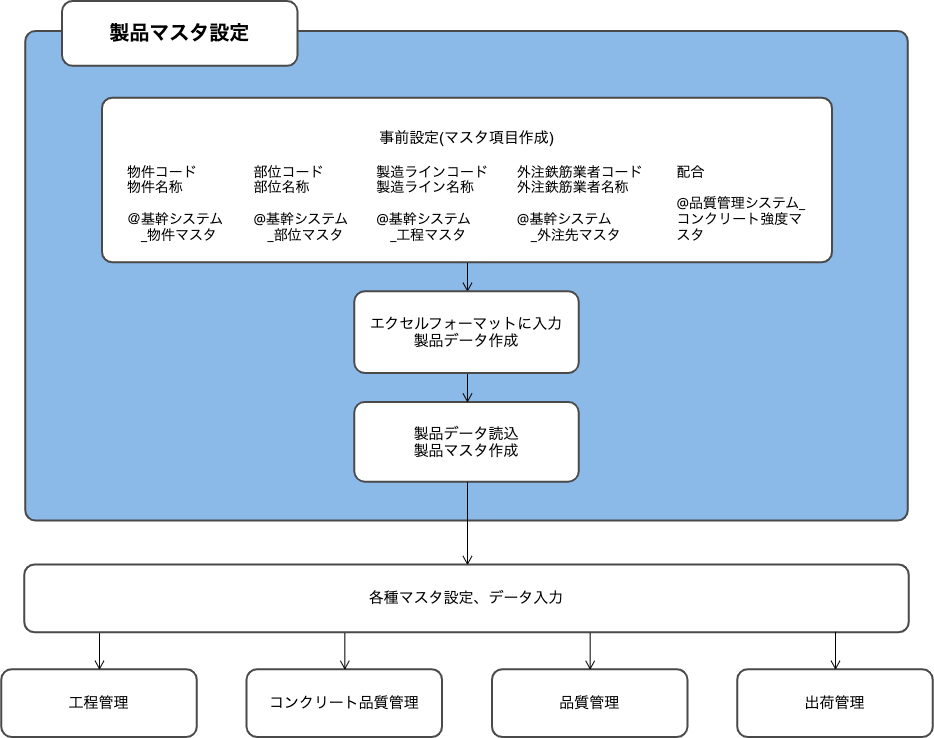 製品マスタ設定
事前設定(マスタ項目作成)
物件コード
物件名称
@基幹システム
_物件マスタ
部位コード
部位名称
@基幹システム
_部位マスタ
製造ラインコード
製造ライン名称
@基幹システム
_工程マスタ
外注鉄筋業者コード
外注鉄筋業者名称
@基幹システム
_外注先マスタ
配合
@品質管理システム_
コンクリート強度マ
スタ
エクセルフォーマットに入力
製品データ作成
製品データ読込
製品マスタ作成
各種マスタ設定、データ入力
工程管理
コンクリート品質管理
品質管理
出荷管理